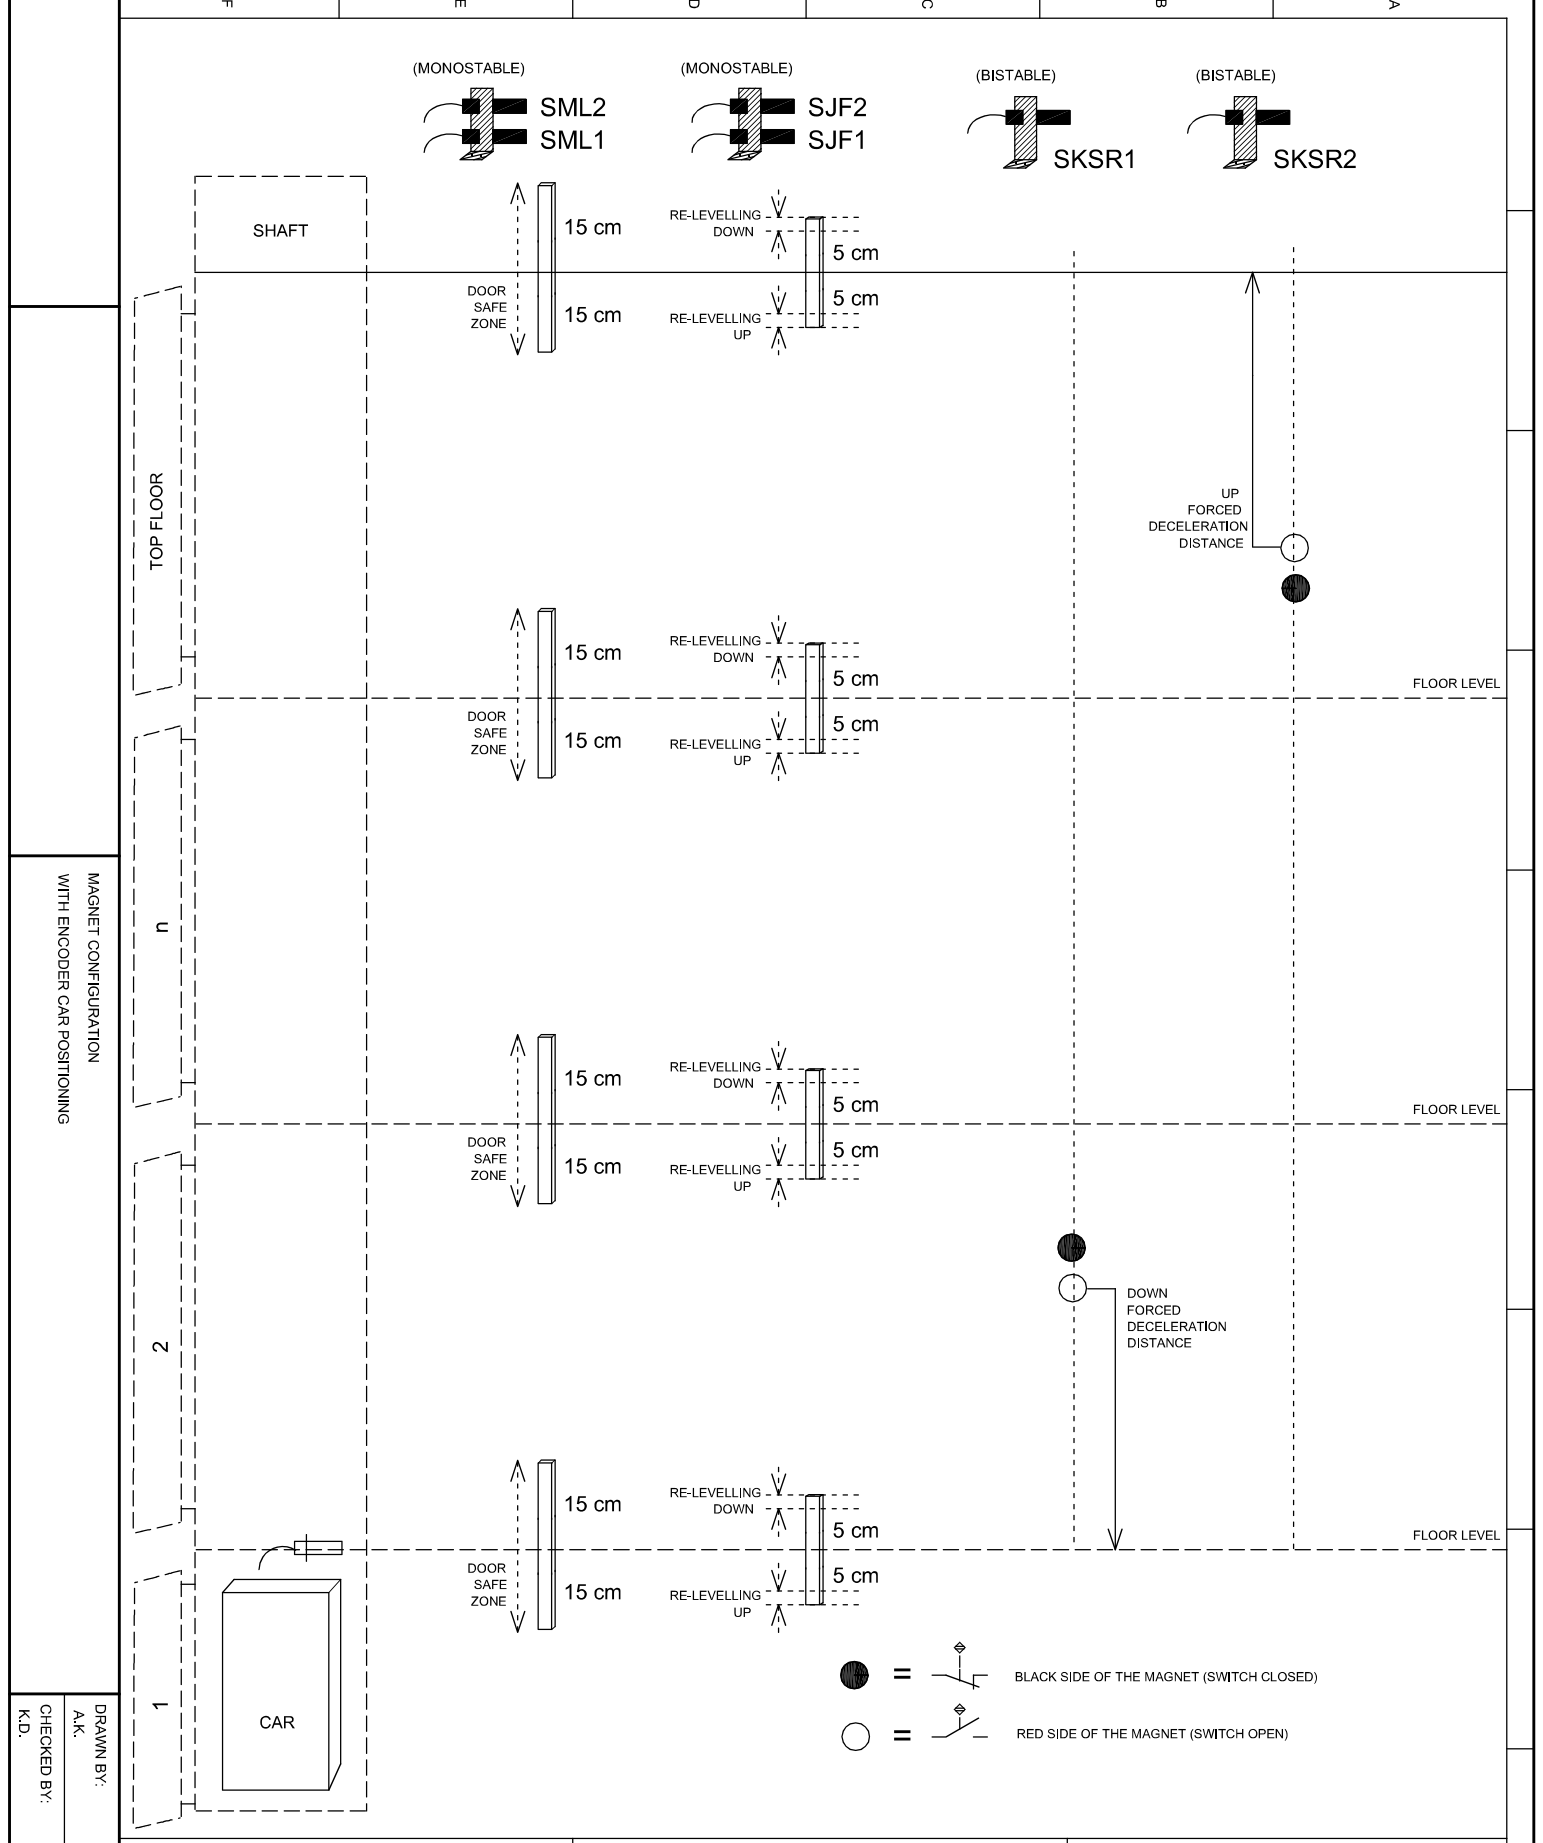 F
E
D
C
B
A
(MONOSTABLE)
SML2
SML1
(MONOSTABLE)
SJF2
SJF1
(BISTABLE)
SKSR1
(BISTABLE)
SKSR2
SHAFT
15 cm
DOOR
SAFE
ZONE
15 cm
RE-LEVELLING
DOWN
5 cm
5 cm
RE-LEVELLING
UP
TOP FLOOR
UP
FORCED
DECELERATION
DISTANCE
15 cm
DOOR
SAFE
ZONE
15 cm
RE-LEVELLING
DOWN
5 cm
5 cm
RE-LEVELLING
UP
FLOOR LEVEL
n
15 cm
DOOR
SAFE
ZONE
15 cm
RE-LEVELLING
DOWN
5 cm
5 cm
RE-LEVELLING
UP
FLOOR LEVEL
2
DOWN
FORCED
DECELERATION
DISTANCE
15 cm
DOOR
SAFE
ZONE
15 cm
RE-LEVELLING
DOWN
5 cm
5 cm
RE-LEVELLING
UP
FLOOR LEVEL
1
CAR
= BLACK SIDE OF THE MAGNET (SWITCH CLOSED)
= RED SIDE OF THE MAGNET (SWITCH OPEN)
MAGNET CONFIGURATION
WITH ENCODER CAR POSITIONING
DRAWN BY:
A.K.
CHECKED BY:
K.D.